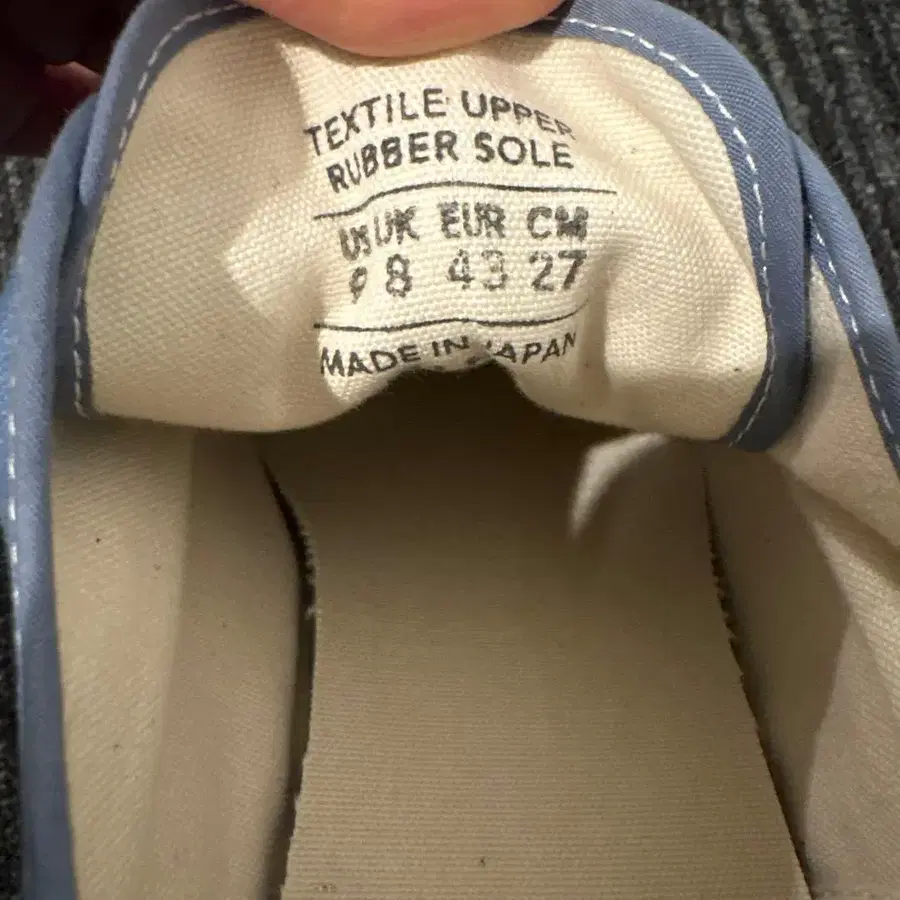 TEXTILE UPPER
RUBBER SOLE
US UK EUR CM
9 8 43 27
MADE IN JAPAN